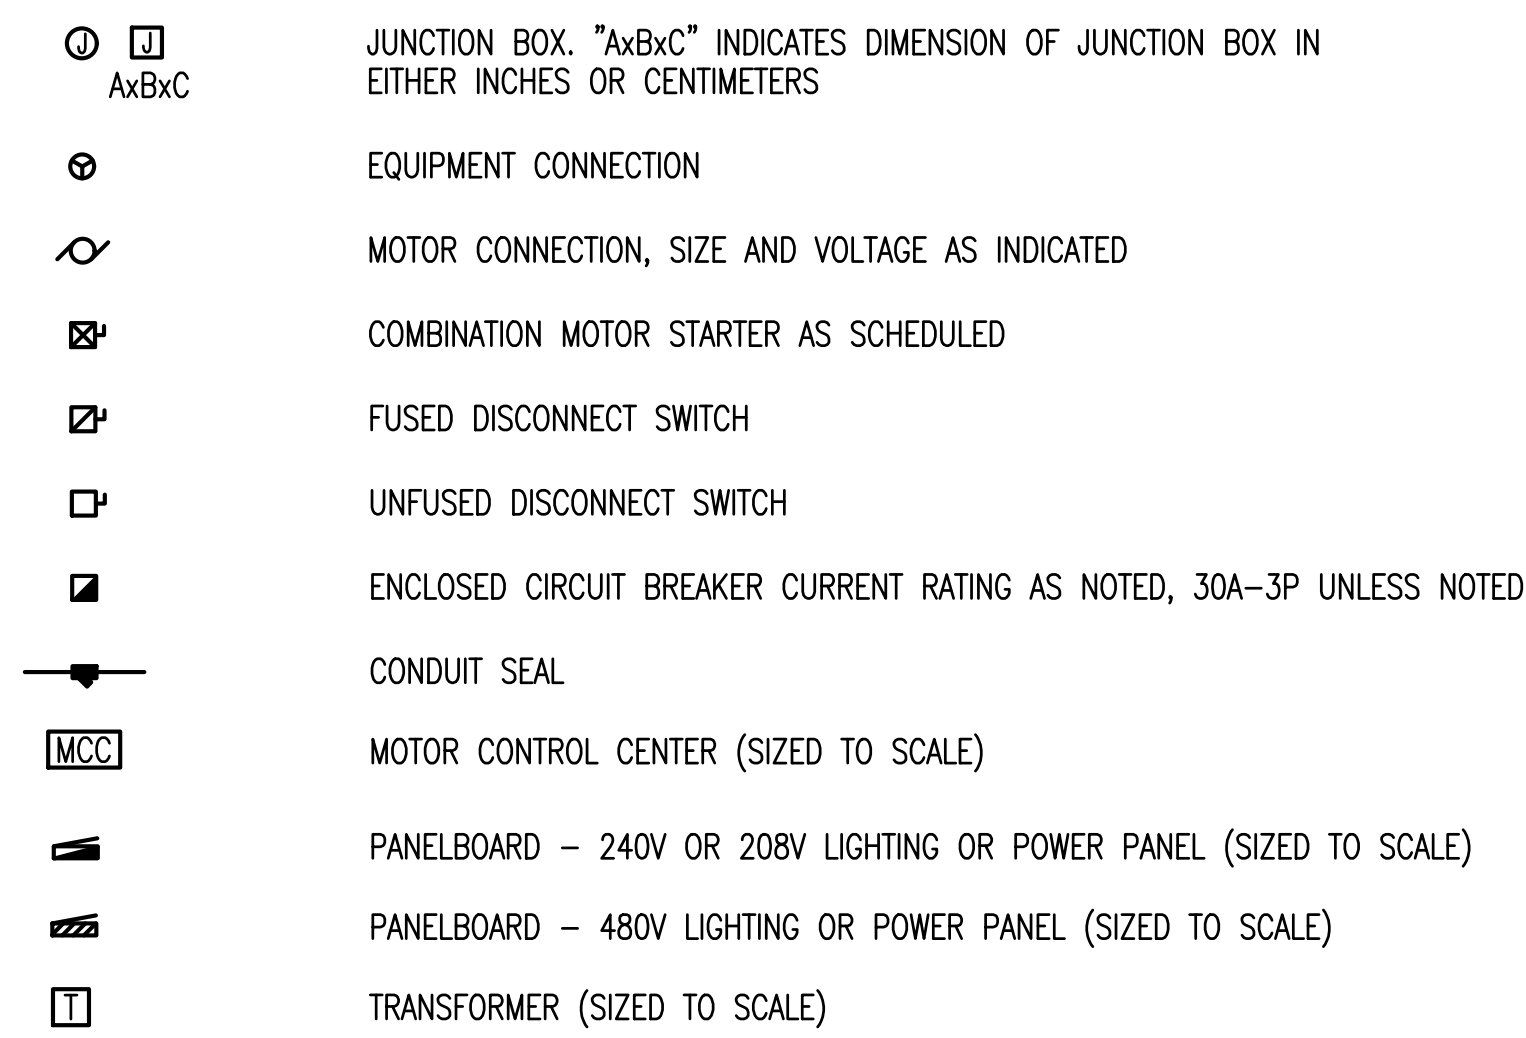 J J JUNCTION BOX. "AxBxC" INDICATES DIMENSION OF JUNCTION BOX IN
AxBxC EITHER INCHES OR CENTIMETERS
EQUIPMENT CONNECTION
MOTOR CONNECTION, SIZE AND VOLTAGE AS INDICATED
COMBINATION MOTOR STARTER AS SCHEDULED
FUSED DISCONNECT SWITCH
UNFUSED DISCONNECT SWITCH
ENCLOSED CIRCUIT BREAKER CURRENT RATING AS NOTED, 30A-3P UNLESS NOTED
CONDUIT SEAL
MCC MOTOR CONTROL CENTER (SIZED TO SCALE)
PANELBOARD - 240V OR 208V LIGHTING OR POWER PANEL (SIZED TO SCALE)
PANELBOARD - 480V LIGHTING OR POWER PANEL (SIZED TO SCALE)
T TRANSFORMER (SIZED TO SCALE)